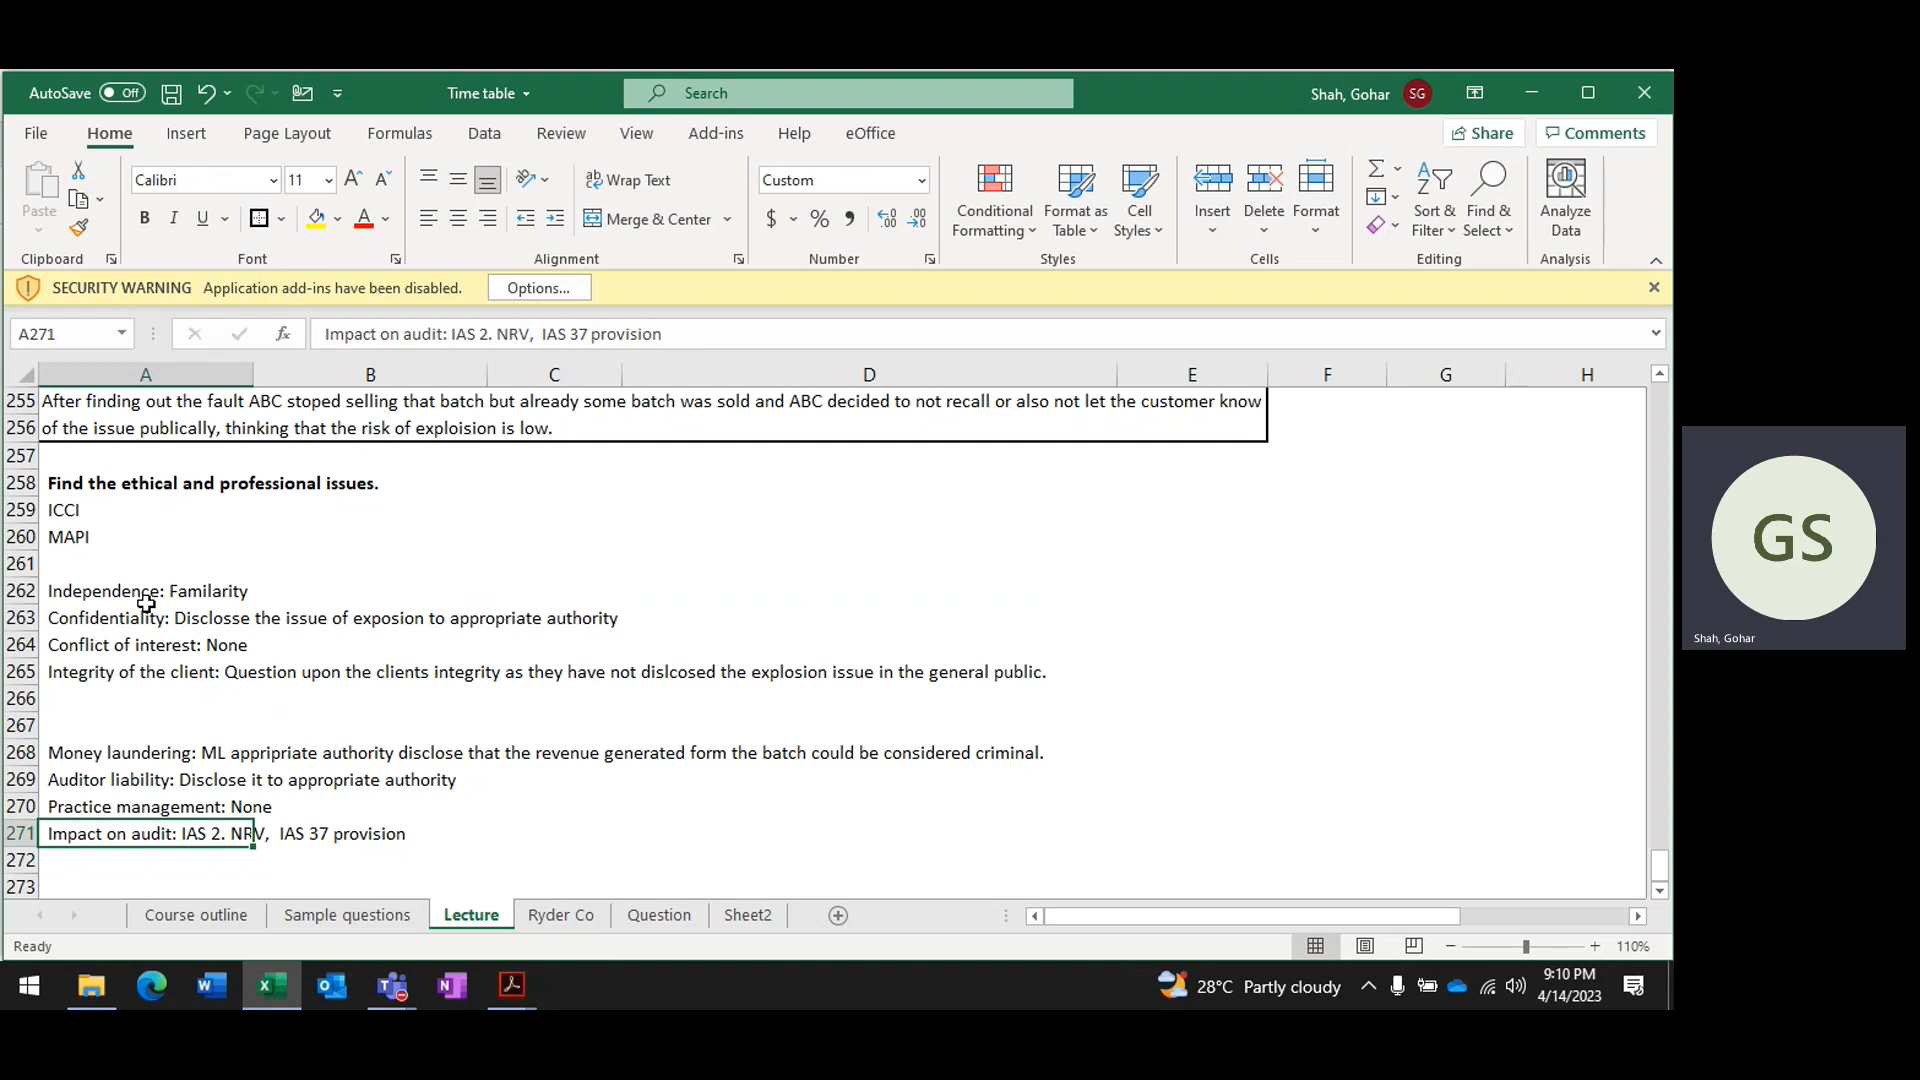 AutoSave Off Time table Search Shah, Gohar SG
File Home Insert Page Layout Formulas Data Review View Add-ins Help eOffice Share Comments
Paste Calibri 11 Wrap Text Custom
B I U Merge & Center $ % Conditional Formatting Format as Table Cell Styles Insert Delete Format Sort & Filter Find & Select Analyze Data
Clipboard Font Alignment Number Styles Cells Editing Analysis
SECURITY WARNING Application add-ins have been disabled. Options...
A271 fx Impact on audit: IAS 2. NRV, IAS 37 provision
A B C D E F G H
255 After finding out the fault ABC stoped selling that batch but already some batch was sold and ABC decided to not recall or also not let the customer know
256 of the issue publically, thinking that the risk of exploision is low.
257
258 Find the ethical and professional issues.
259 ICCI
260 MAPI
261
262 Independence: Familarity
263 Confidentiality: Disclosse the issue of exposion to appropriate authority
264 Conflict of interest: None
265 Integrity of the client: Question upon the clients integrity as they have not dislcosed the explosion issue in the general public.
266
267
268 Money laundering: ML appripriate authority disclose that the revenue generated form the batch could be considered criminal.
269 Auditor liability: Disclose it to appropriate authority
270 Practice management: None
271 Impact on audit: IAS 2. NRV, IAS 37 provision
272
273
Course outline Sample questions Lecture Ryder Co Question Sheet2
Ready 110%
28°C Partly cloudy 9:10 PM
4/14/2023
GS
Shah, Gohar